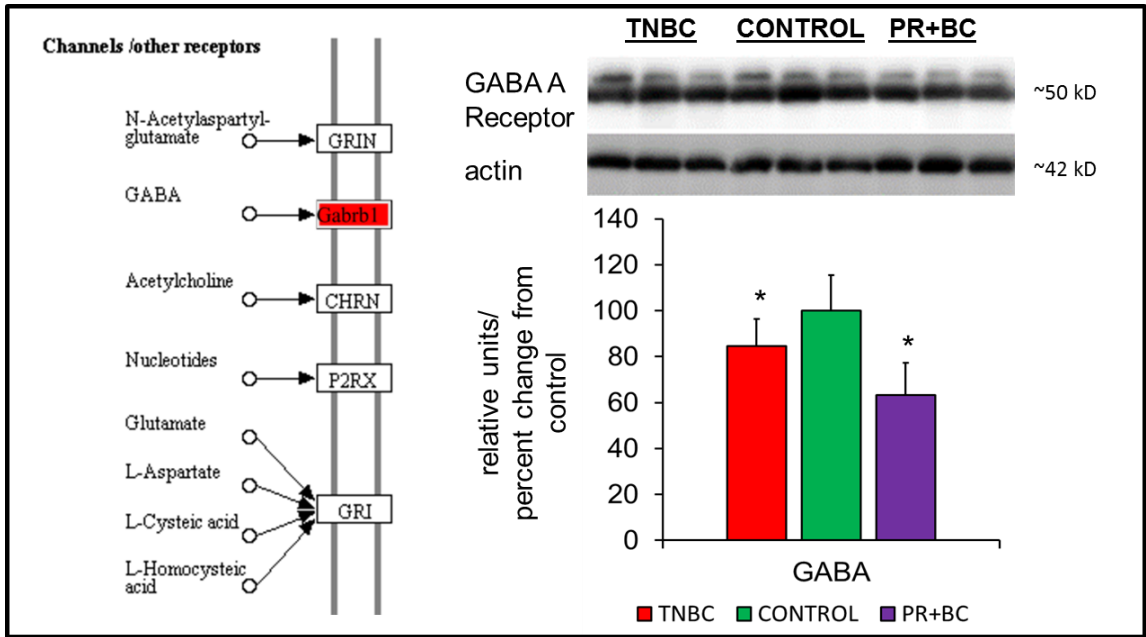 Channels /other receptors
N-Acetylaspartyl-
glutamate
GRIN
GABA
Gabrb1
Acetylcholine
CHRN
Nucleotides
P2RX
Glutamate
L-Aspartate
GRI
L-Cysteic acid
L-Homocysteic
acid
TNBC CONTROL PR+BC
GABA A
Receptor
~50 kD
actin
~42 kD
relative units/
percent change from
control
140
120
100
80
60
40
20
0
*
*
GABA
TNBC CONTROL PR+BC